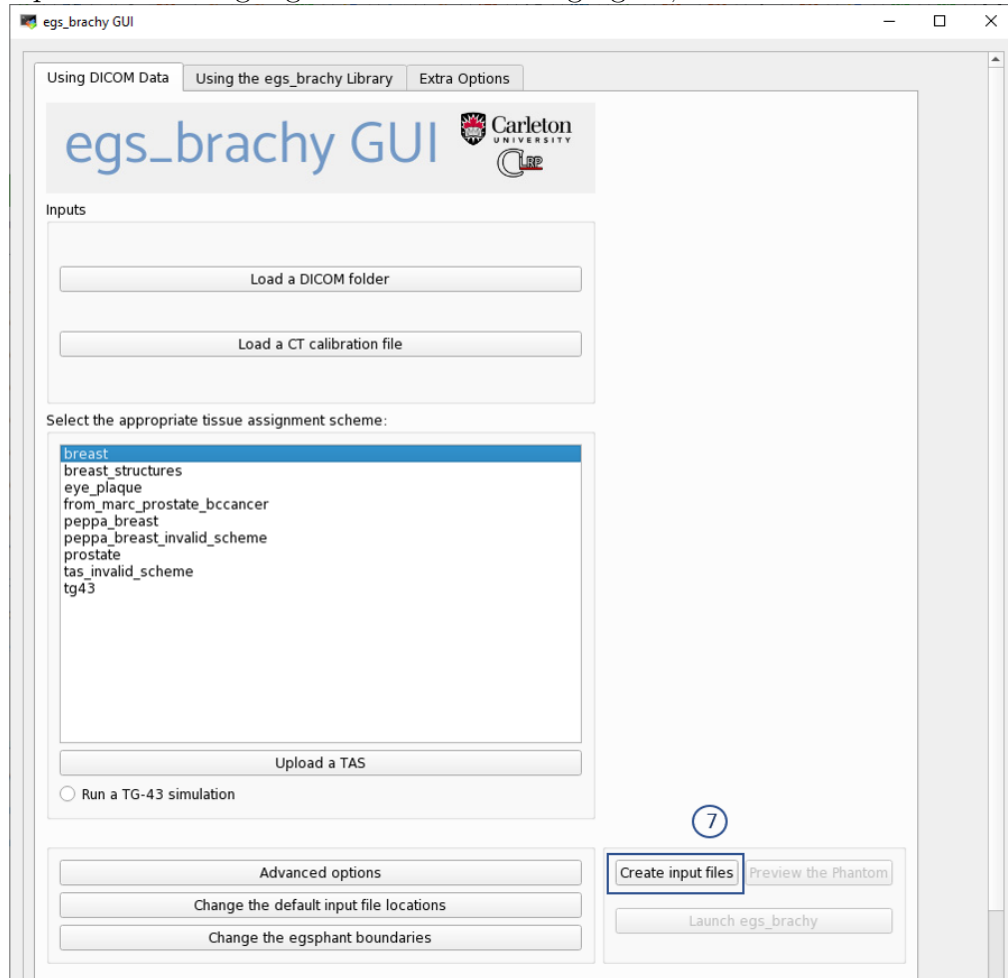 egs_brachy GUI
Using DICOM Data
Using the egs_brachy Library
Extra Options
egs_brachy GUI
Carleton
UNIVERSITY
CLRP
Inputs
Load a DICOM folder
Load a CT calibration file
Select the appropriate tissue assignment scheme:
breast
breast_structures
eye_plaque
from_marc_prostate_bccancer
peppa_breast
peppa_breast_invalid_scheme
prostate
tas_invalid_scheme
tg43
Upload a TAS
Run a TG-43 simulation
7
Advanced options
Change the default input file locations
Change the egsphant boundaries
Create input files
Preview the Phantom
Launch egs_brachy